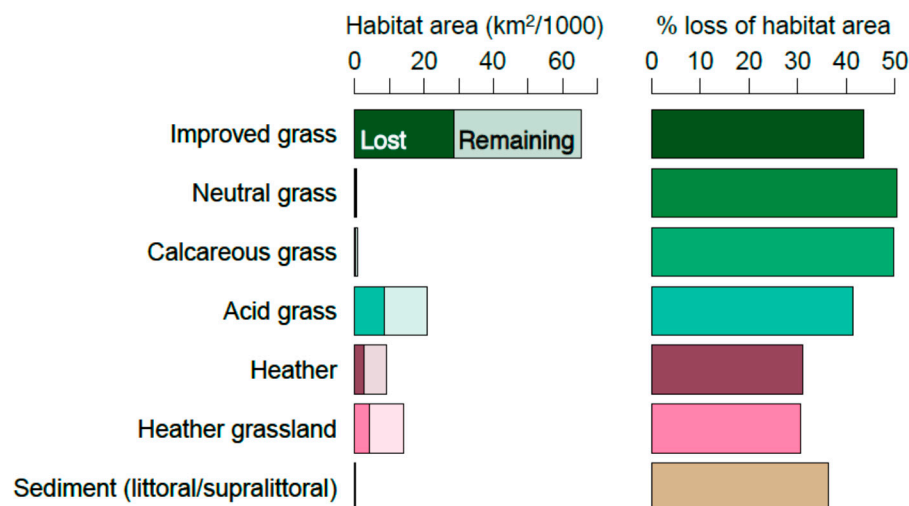 Habitat area (km²/1000)
% loss of habitat area
0 20 40 60
0 10 20 30 40 50
Improved grass
Lost
Remaining
Neutral grass
Calcareous grass
Acid grass
Heather
Heather grassland
Sediment (littoral/supralittoral)